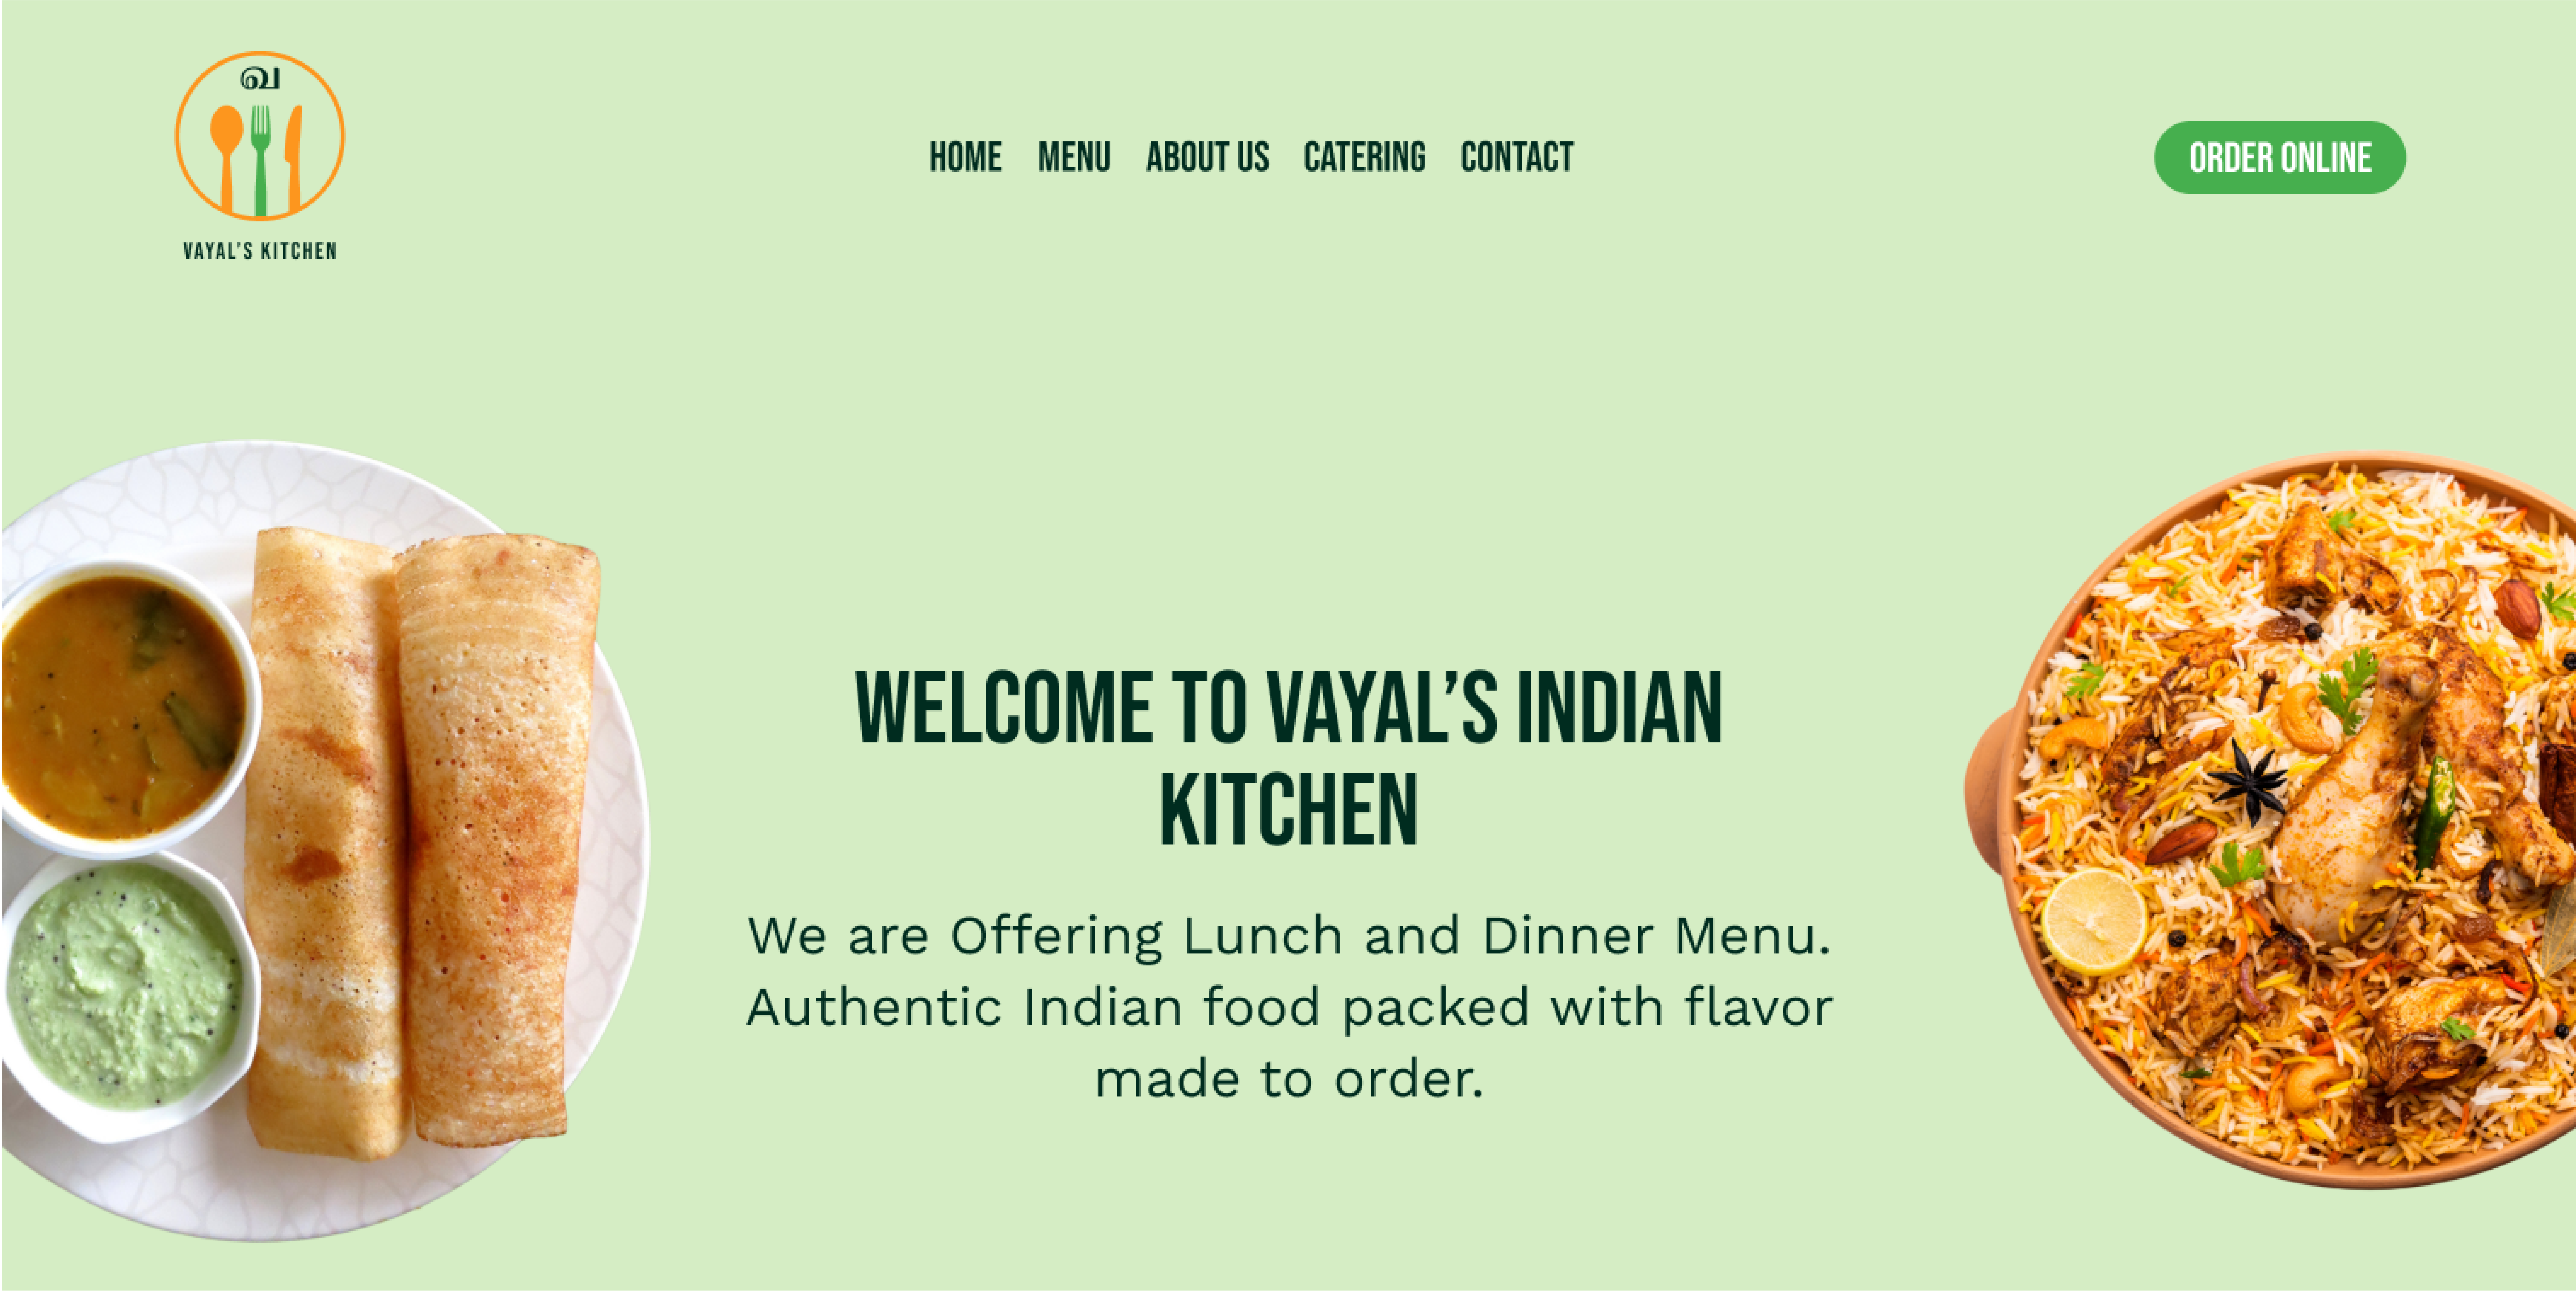 வ
VAYAL'S KITCHEN
HOME MENU ABOUT US CATERING CONTACT
ORDER ONLINE
WELCOME TO VAYAL’S INDIAN
KITCHEN
We are Offering Lunch and Dinner Menu.
Authentic Indian food packed with flavor
made to order.